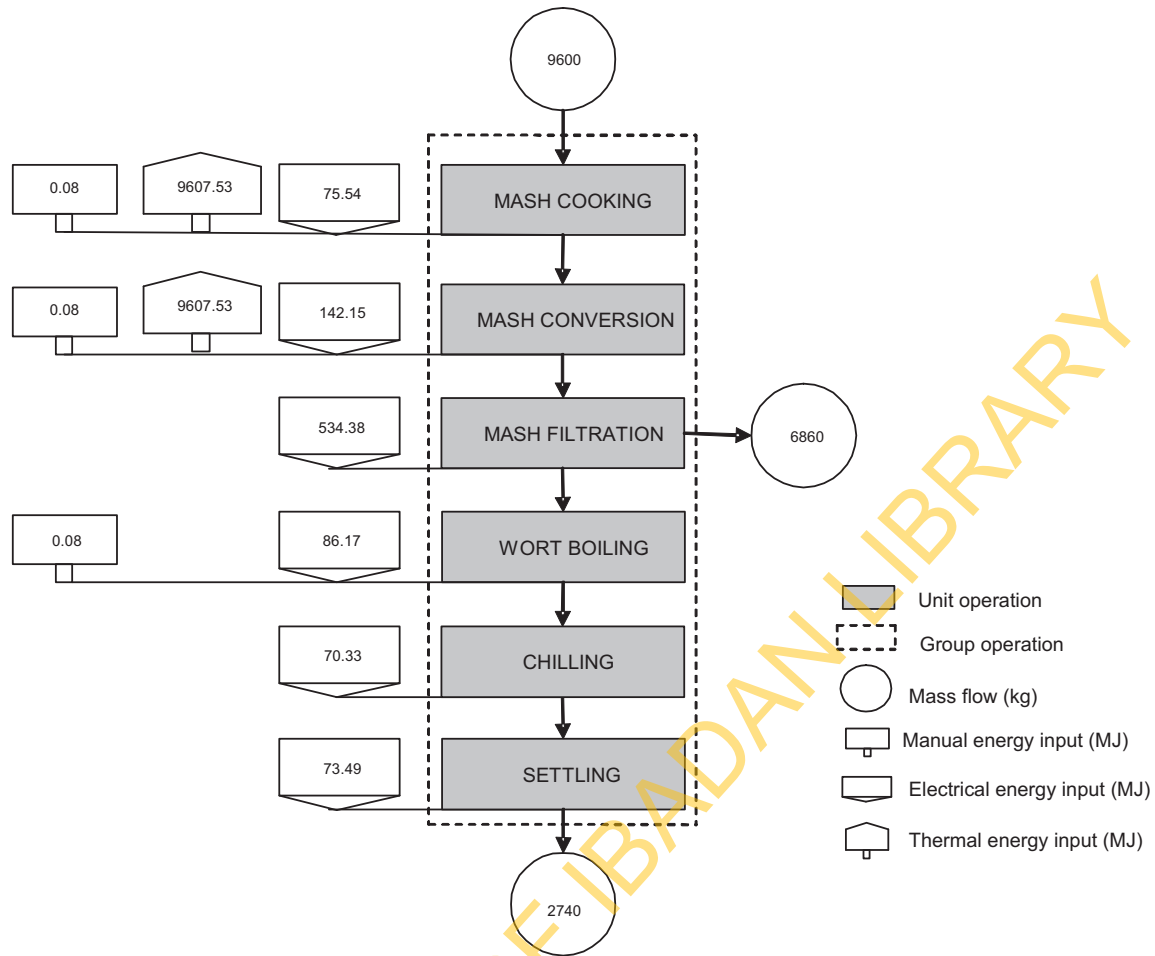 9600
0.08
9607.53
75.54
MASH COOKING
0.08
9607.53
142.15
MASH CONVERSION
534.38
MASH FILTRATION
6860
0.08
86.17
WORT BOILING
70.33
CHILLING
73.49
SETTLING
2740
Unit operation
Group operation
Mass flow (kg)
Manual energy input (MJ)
Electrical energy input (MJ)
Thermal energy input (MJ)
F IBADAN LIBRARY